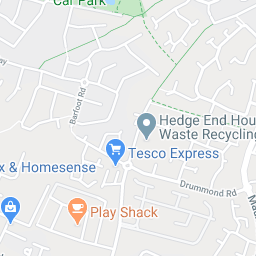 Car Park
Barfoot Rd
Hedge End Hou
Waste Recycling
Tesco Express
x & Homesense
Drummond Rd
Play Shack